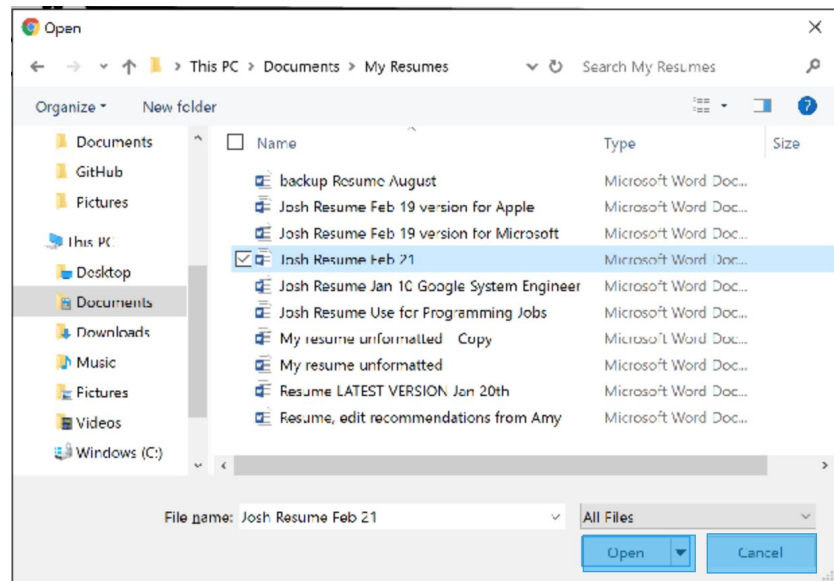 Open
This PC > Documents > My Resumes
Search My Resumes
Organize
New folder
Documents
GitHub
Pictures
This PC
Desktop
Documents
Downloads
Music
Pictures
Videos
Windows (C:)
Name Type Size
backup Resume August Microsoft Word Doc...
Josh Resume Feb 19 version for Apple Microsoft Word Doc...
Josh Resume Feb 19 version for Microsoft Microsoft Word Doc...
Josh Resume Feb 21 Microsoft Word Doc...
Josh Resume Jan 10 Google System Engineer Microsoft Word Doc...
Josh Resume Use for Programming Jobs Microsoft Word Doc...
My resume unformatted Copy Microsoft Word Doc...
My resume unformatted Microsoft Word Doc...
Resume LATEST VERSION Jan 20th Microsoft Word Doc...
Resume, edit recommendations from Amy Microsoft Word Doc...
File name: Josh Resume Feb 21
All Files
Open
Cancel